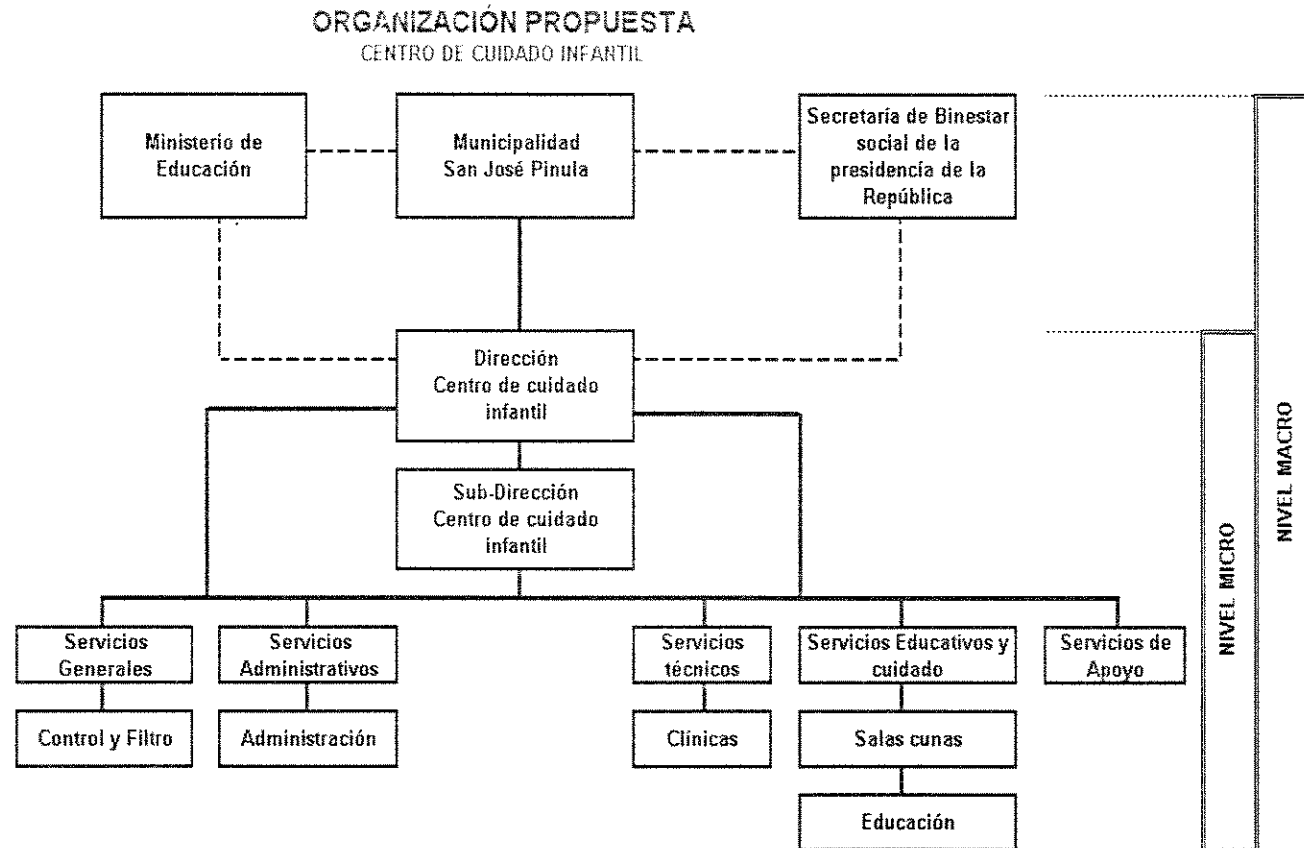 ORGANIZACIÓN PROPUESTA
CENTRO DE CUIDADO INFANTIL
Ministerio de
Educación
Municipalidad
San José Pinula
Secretaría de Binestar
social de la
presidencía de la
República
Dirección
Centro de cuidado
infantil
Sub-Dirección
Centro de cuidado
infantil
Servicios
Generales
Servicios
Administrativos
Servicios
técnicos
Servicios Educativos y
cuidado
Servicios de
Apoyo
Control y Filtro
Administración
Clínicas
Salas cunas
Educación
NIVEL MICRO
NIVEL MACRO